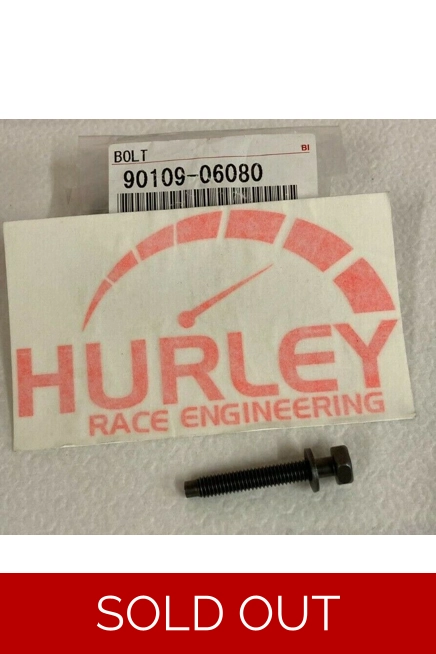 BOLT
BI
90109-06080
HURLEY
RACE ENGINEERING
SOLD OUT